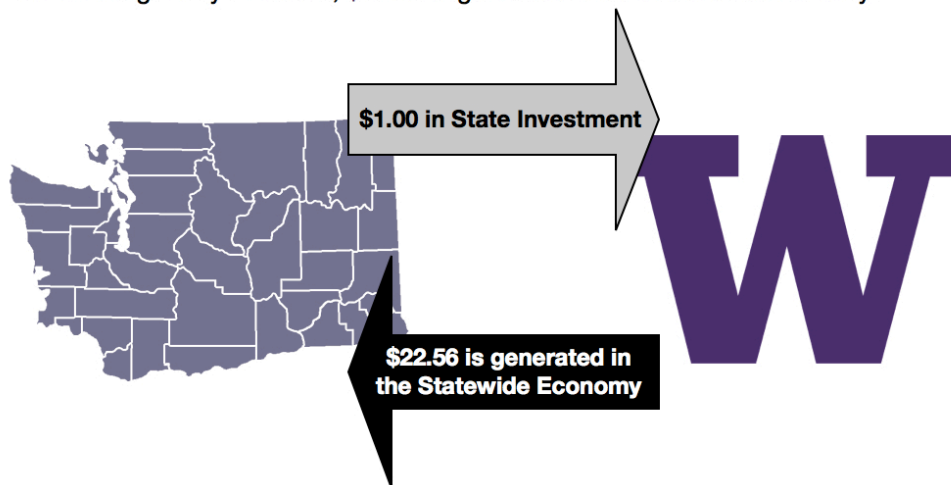 $1.00 in State Investment
W
$22.56 is generated in
the Statewide Economy